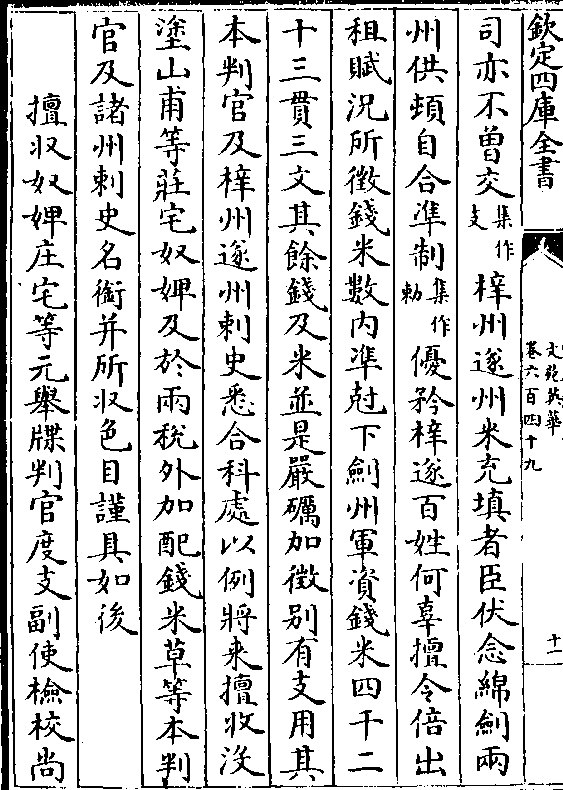 欽定四庫全書
文苑英華
卷六百四十九
十一
司亦不曽交集作支梓州遂州米充填者臣伏念綿劍兩
州供頓自合準制集作勅優矜梓遂百姓何辜擅令倍出
租賦況所徵錢米數内凖尅下劍州軍資錢米四千二
十三貫三文其餘錢及米並是嚴礪加徵别有支用其
本判官及梓州遂州刺史悉合科處以例將来擅收没
塗山甫等莊宅奴婢及於兩稅外加配錢米草等本判
官及諸州刺史名銜并所収色目謹具如後
擅収奴婢庄宅等元舉牒判官度支副使檢校尚